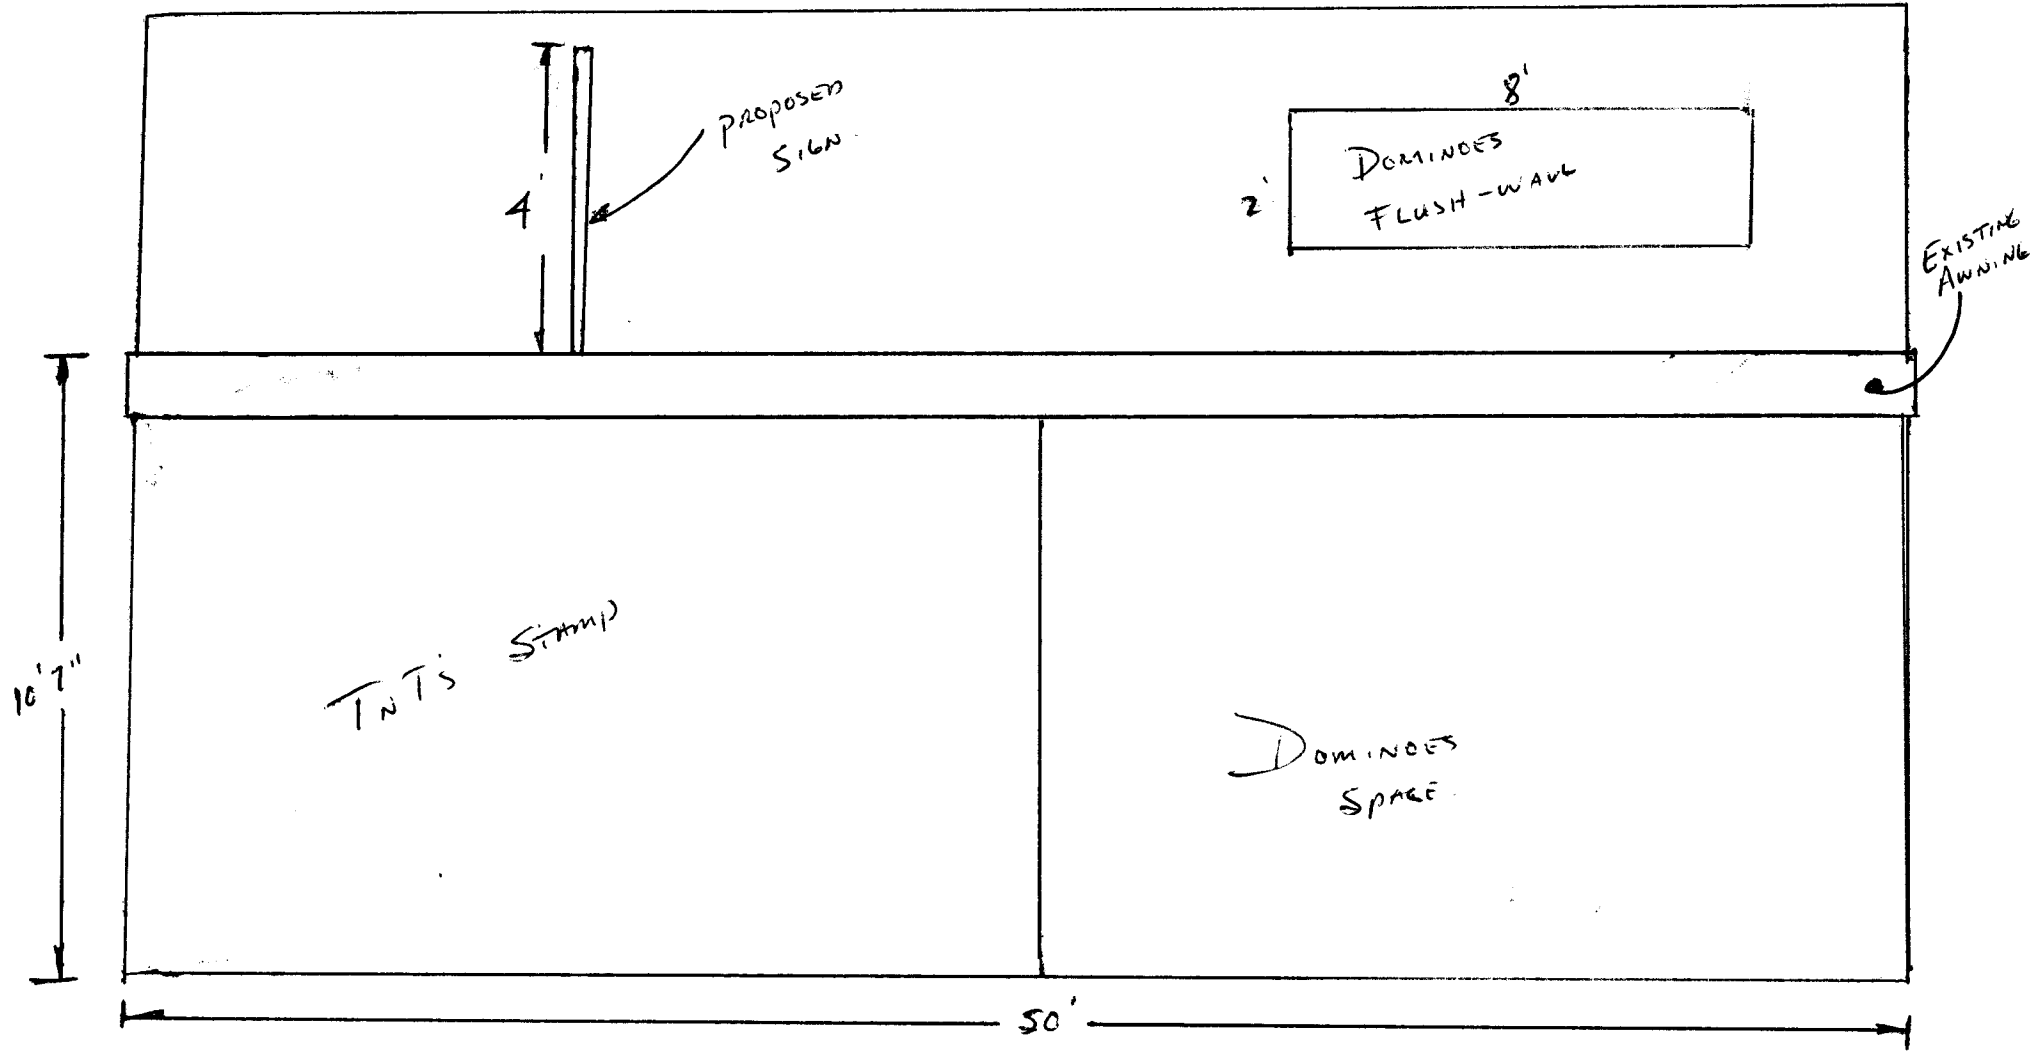 8'
PROPOSED
SIGN
DOMINOES
FLUSH-WALL
4'
2'
EXISTING
AWNING
TNT'S STAMP
10'7"
DOMINOES
SPACE
50'